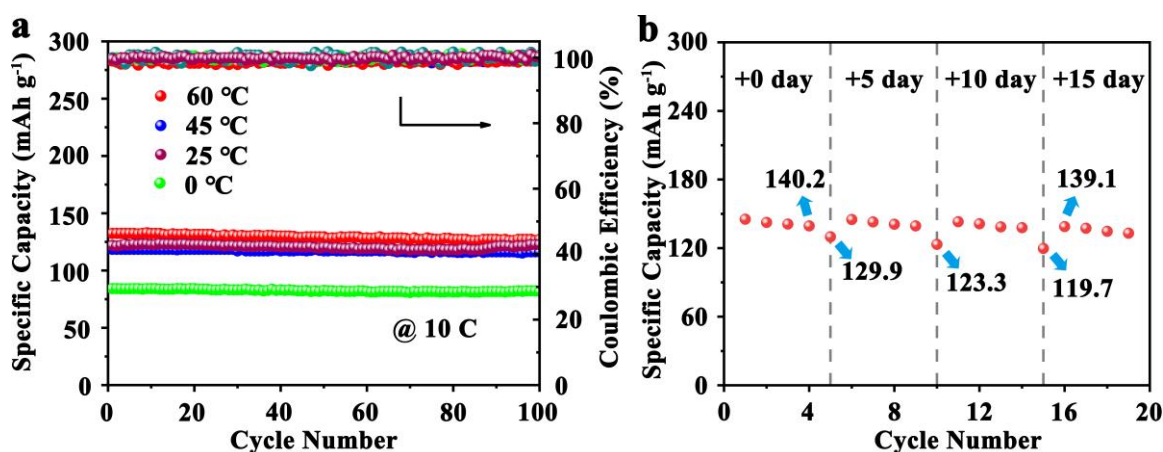 a
300
250
200
150
100
50
0
Specific Capacity (mAh g⁻¹)
60 ℃
45 ℃
25 ℃
0 ℃
@ 10 C
0 20 40 60 80 100
Cycle Number
100
80
60
40
20
0
Coulombic Efficiency (%)
b
300
240
180
120
60
0
Specific Capacity (mAh g⁻¹)
+0 day +5 day +10 day +15 day
140.2 139.1
129.9 123.3 119.7
0 4 8 12 16 20
Cycle Number